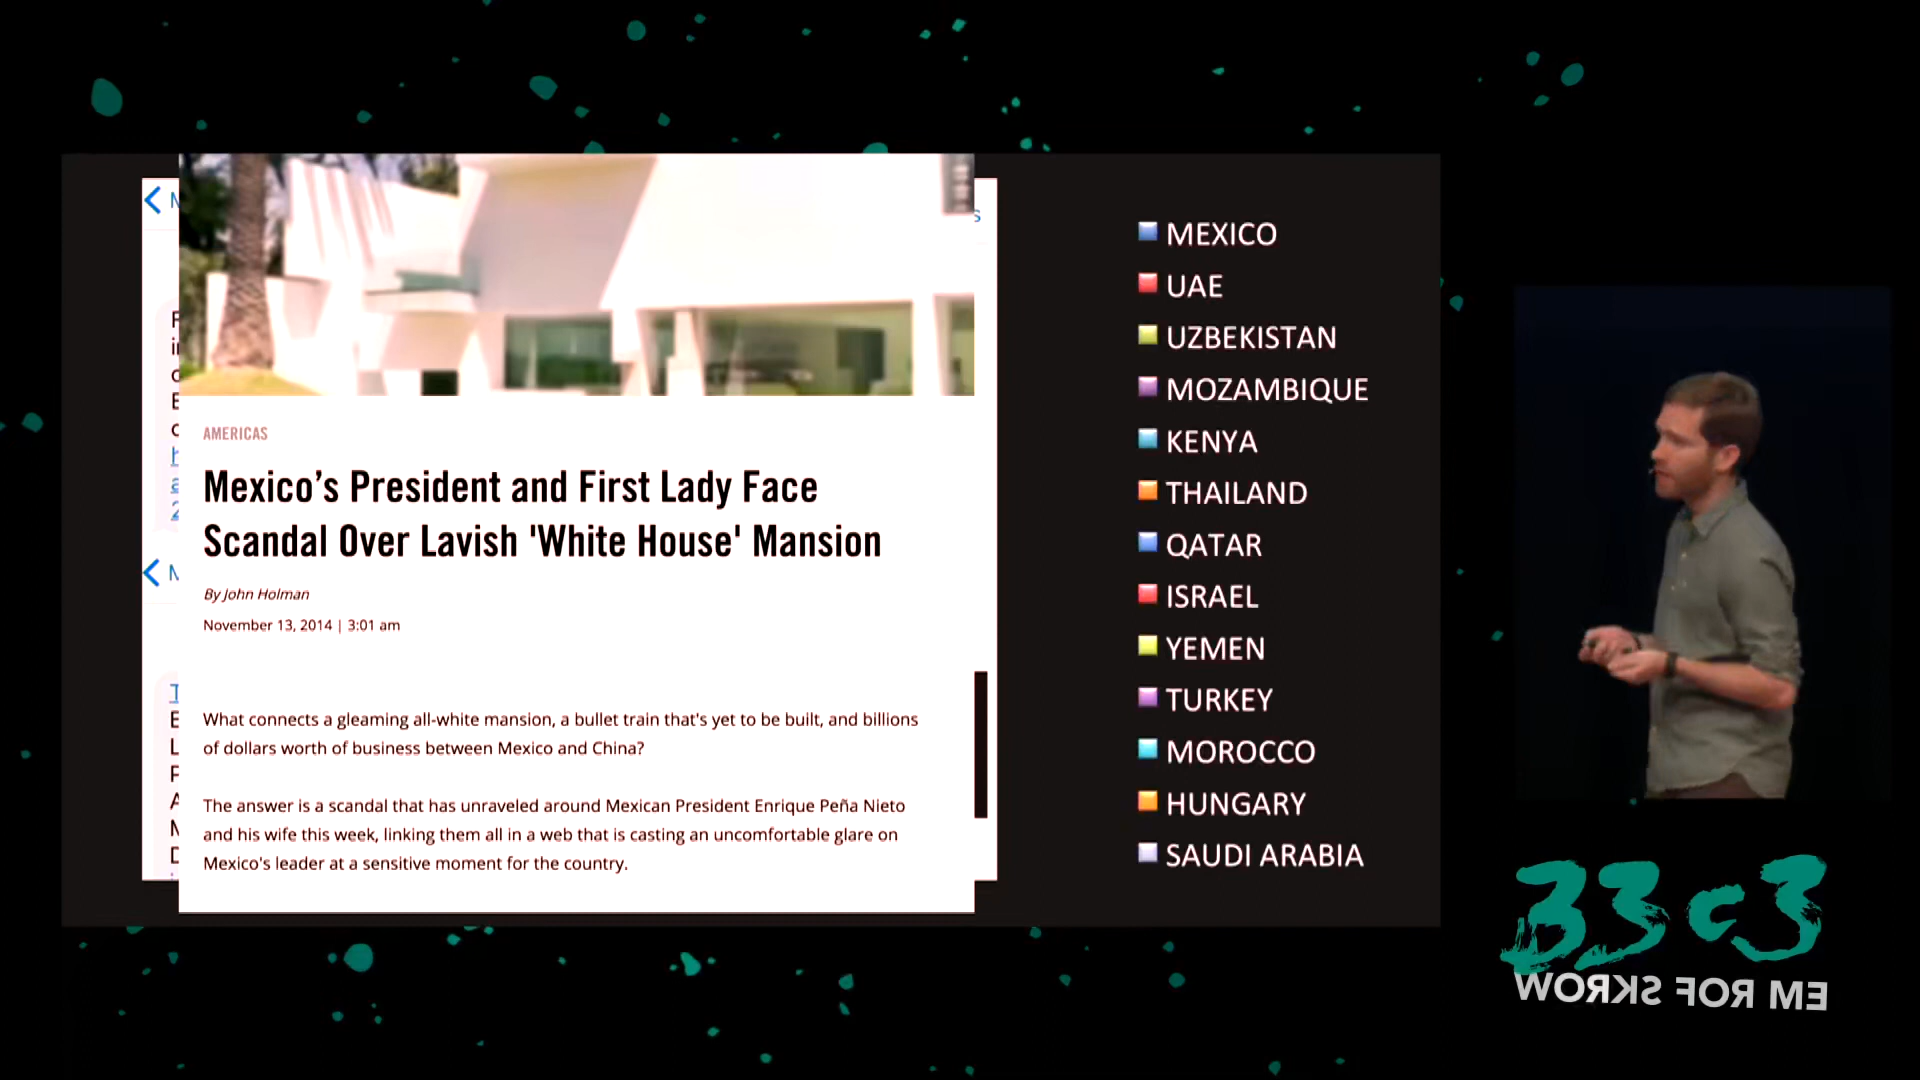 AMERICAS
Mexico’s President and First Lady Face
Scandal Over Lavish 'White House' Mansion
By John Holman
November 13, 2014 | 3:01 am
What connects a gleaming all-white mansion, a bullet train that's yet to be built, and billions
of dollars worth of business between Mexico and China?
The answer is a scandal that has unraveled around Mexican President Enrique Peña Nieto
and his wife this week, linking them all in a web that is casting an uncomfortable glare on
Mexico's leader at a sensitive moment for the country.
MEXICO
UAE
UZBEKISTAN
MOZAMBIQUE
KENYA
THAILAND
QATAR
ISRAEL
YEMEN
TURKEY
MOROCCO
HUNGARY
SAUDI ARABIA
33c3
WORKS FOR ME